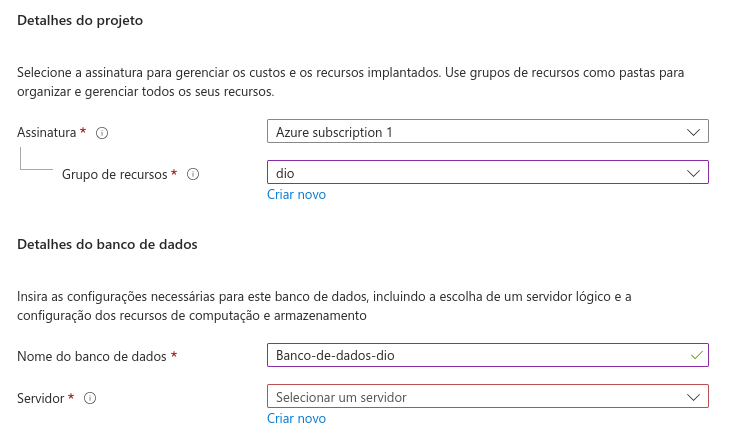 Detalhes do projeto
Selecione a assinatura para gerenciar os custos e os recursos implantados. Use grupos de recursos como pastas para
organizar e gerenciar todos os seus recursos.
Assinatura *
Azure subscription 1
Grupo de recursos *
dio
Criar novo
Detalhes do banco de dados
Insira as configurações necessárias para este banco de dados, incluindo a escolha de um servidor lógico e a
configuração dos recursos de computação e armazenamento
Nome do banco de dados *
Banco-de-dados-dio
Servidor *
Selecionar um servidor
Criar novo